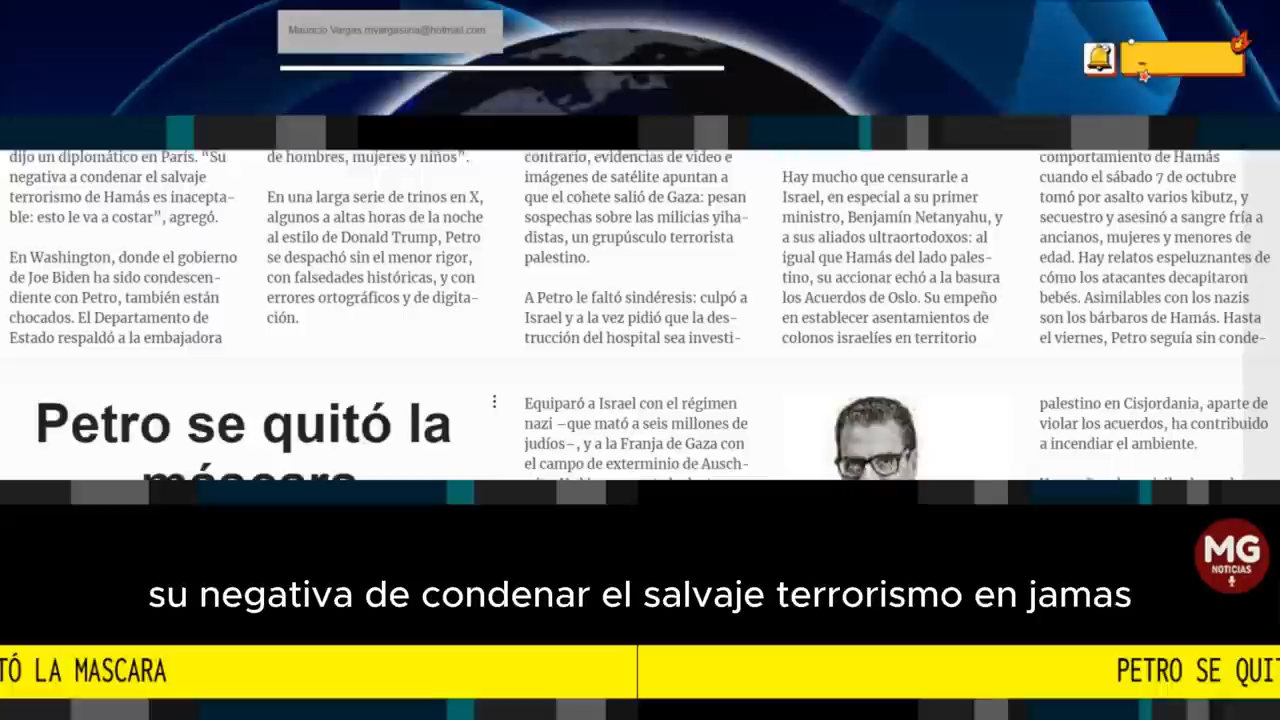 Mauricio Vargas mvargaslina@hotmail.com
dijo un diplomático en París. “Su
negativa a condenar el salvaje
terrorismo de Hamás es inacepta-
ble: esto le va a costar”, agregó.
En Washington, donde el gobierno
de Joe Biden ha sido condescen-
diente con Petro, también están
chocados. El Departamento de
Estado respaldó a la embajadora
de hombres, mujeres y niños”.
En una larga serie de trinos en X,
algunos a altas horas de la noche
al estilo de Donald Trump, Petro
se despachó sin el menor rigor,
con falsedades históricas, y con
errores ortográficos y de digita-
ción.
contrario, evidencias de video e
imágenes de satélite apuntan a
que el cohete salió de Gaza: pesan
sospechas sobre las milicias yiha-
distas, un grupúsculo terrorista
palestino.
A Petro le faltó sindéresis: culpó a
Israel y a la vez pidió que la des-
trucción del hospital sea investi-
Hay mucho que censurarle a
Israel, en especial a su primer
ministro, Benjamín Netanyahu, y
a sus aliados ultraortodoxos: al
igual que Hamás del lado pales-
tino, su accionar echó a la basura
los Acuerdos de Oslo. Su empeño
en establecer asentamientos de
colonos israelíes en territorio
comportamiento de Hamás
cuando el sábado 7 de octubre
tomó por asalto varios kibutz, y
secuestro y asesinó a sangre fría a
ancianos, mujeres y menores de
edad. Hay relatos espeluznantes de
cómo los atacantes decapitaron
bebés. Asimilables con los nazis
son los bárbaros de Hamás. Hasta
el viernes, Petro seguía sin conde-
Petro se quitó la
máscara
Equiparó a Israel con el régimen
nazi –que mató a seis millones de
judíos–, y a la Franja de Gaza con
el campo de exterminio de Ausch-
palestino en Cisjordania, aparte de
violar los acuerdos, ha contribuido
a incendiar el ambiente.
MG
NOTICIAS
su negativa de condenar el salvaje terrorismo en jamas
TÓ LA MASCARA
PETRO SE QUIT